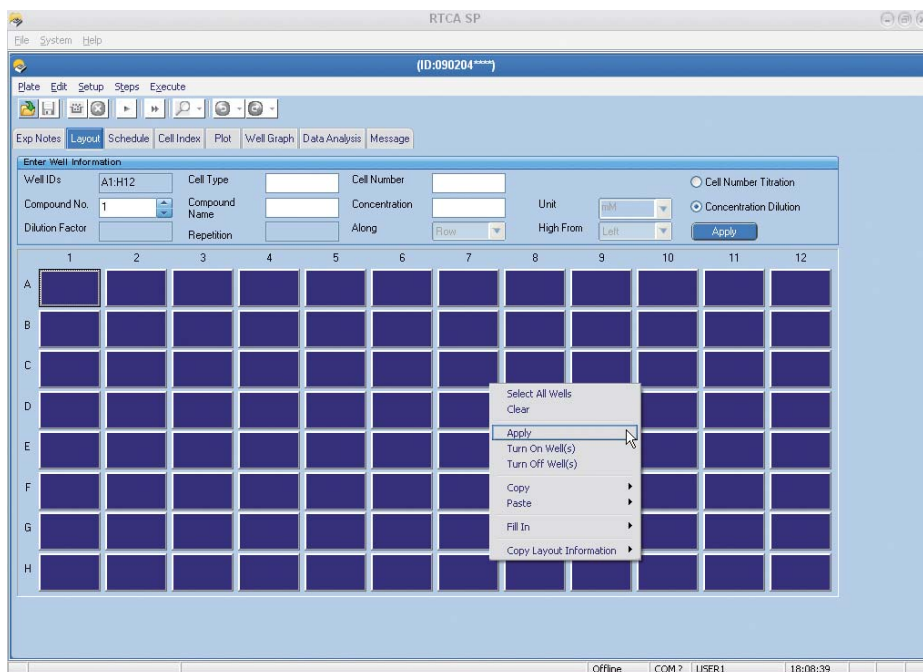 RTCA SP
File System Help
(ID:090204****)
Plate Edit Setup Steps Execute
Exp Notes Layout Schedule Cell Index Plot Well Graph Data Analysis Message
Enter Well Information
Well IDs A1:H12 Cell Type Cell Number Cell Number Titration
Compound No. 1 Compound Name Concentration Unit mM Concentration Dilution
Dilution Factor Repetition Along Row High From Left Apply
1 2 3 4 5 6 7 8 9 10 11 12
A
B
C
D
E
F
G
H
Select All Wells
Clear
Apply
Turn On Well(s)
Turn Off Well(s)
Copy
Paste
Fill In
Copy Layout Information
Offline COM ? USER1 18:08:39